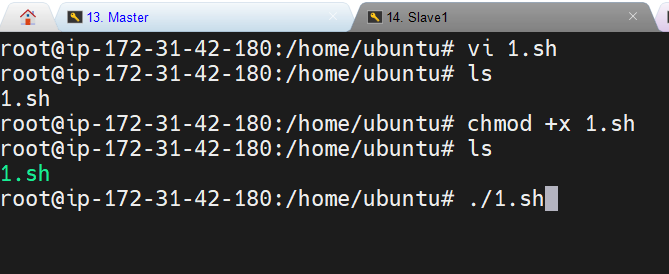 13. Master
14. Slave1
root@ip-172-31-42-180:/home/ubuntu# vi 1.sh
root@ip-172-31-42-180:/home/ubuntu# ls
1.sh
root@ip-172-31-42-180:/home/ubuntu# chmod +x 1.sh
root@ip-172-31-42-180:/home/ubuntu# ls
1.sh
root@ip-172-31-42-180:/home/ubuntu# ./1.sh